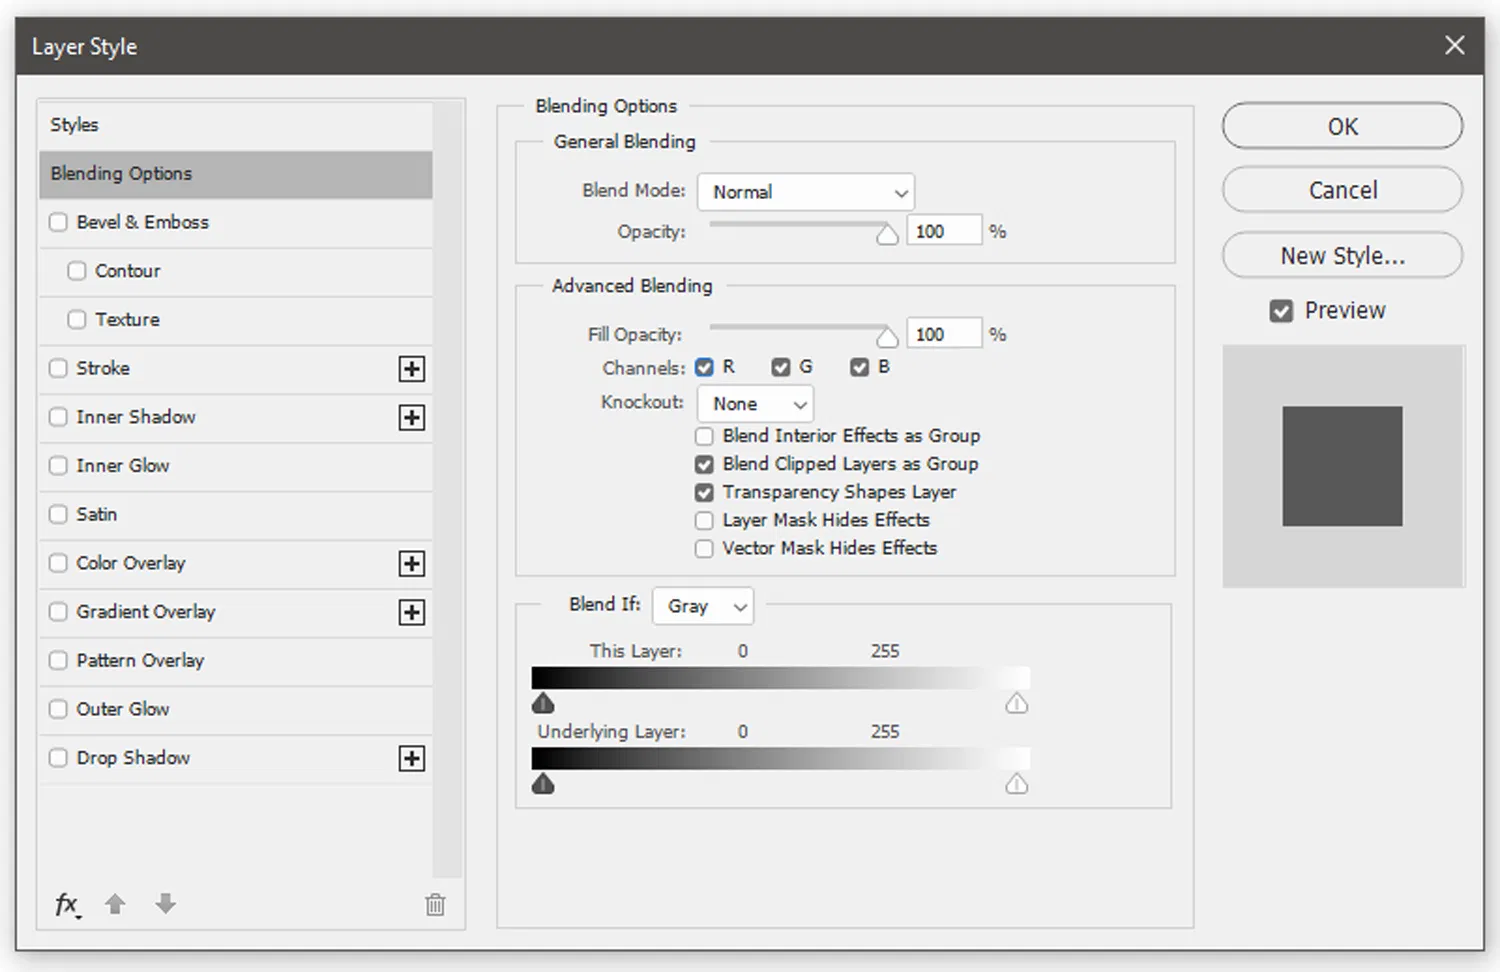 Layer Style
Styles
Blending Options
Bevel & Emboss
Contour
Texture
Stroke
Inner Shadow
Inner Glow
Satin
Color Overlay
Gradient Overlay
Pattern Overlay
Outer Glow
Drop Shadow
fx
Blending Options
General Blending
Blend Mode: Normal
Opacity: 100 %
Advanced Blending
Fill Opacity: 100 %
Channels: R G B
Knockout: None
Blend Interior Effects as Group
Blend Clipped Layers as Group
Transparency Shapes Layer
Layer Mask Hides Effects
Vector Mask Hides Effects
Blend If: Gray
This Layer: 0 255
Underlying Layer: 0 255
OK
Cancel
New Style...
Preview